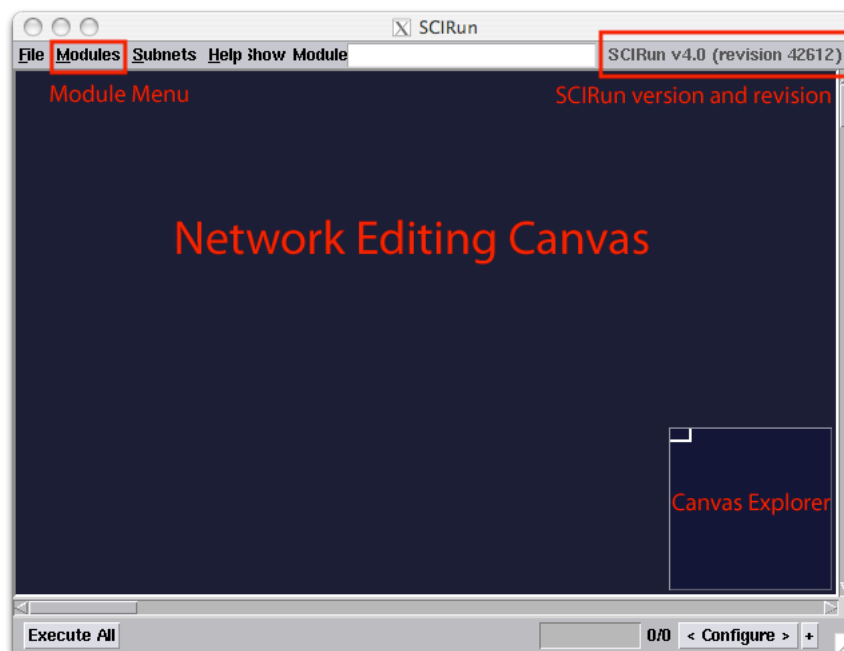 SCIRun
File Modules Subnets Help Show Module SCIRun v4.0 (revision 42612)
Module Menu SCIRun version and revision
Network Editing Canvas
Canvas Explorer
Execute All 0/0 < Configure > +